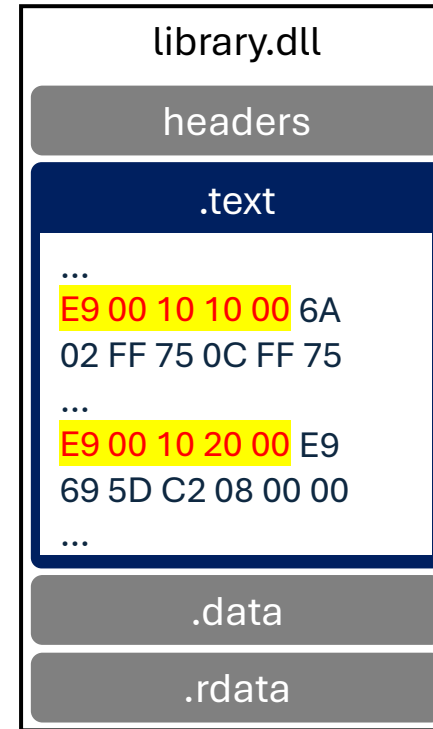 library.dll
headers
.text
...
E9 00 10 10 00 6A
02 FF 75 0C FF 75
...
E9 00 10 20 00 E9
69 5D C2 08 00 00
...
.data
.rdata